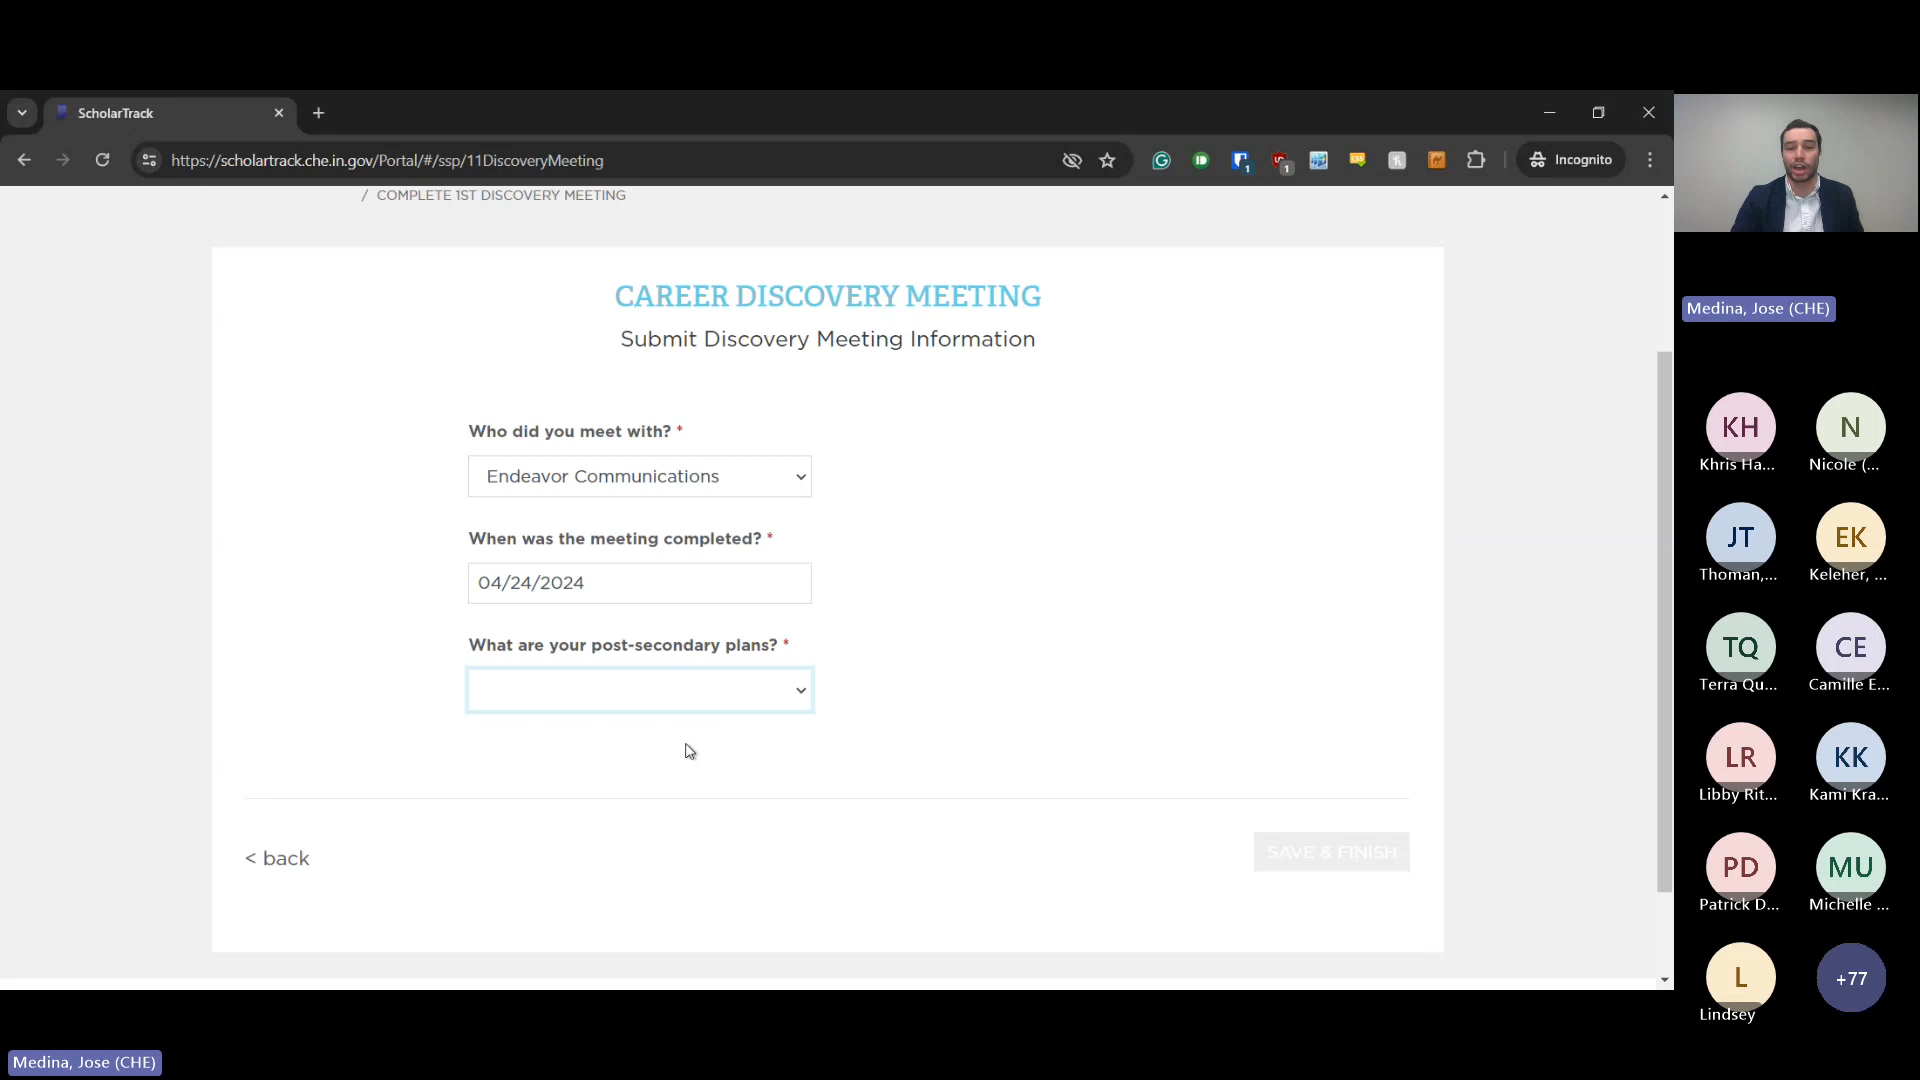 ScholarTrack
https://scholartrack.che.in.gov/Portal/#/ssp/11DiscoveryMeeting
1
1
Incognito
/ COMPLETE 1ST DISCOVERY MEETING
CAREER DISCOVERY MEETING
Submit Discovery Meeting Information
Who did you meet with? *
Endeavor Communications
When was the meeting completed? *
04/24/2024
What are your post-secondary plans? *
< back
SAVE & FINISH
Medina, Jose (CHE)
KH
Khris Ha...
N
Nicole (...
JT
Thoman,...
EK
Keleher, ...
TQ
Terra Qu...
CE
Camille E...
LR
Libby Rit...
KK
Kami Kra...
PD
Patrick D...
MU
Michelle ...
L
Lindsey
+77
Medina, Jose (CHE)